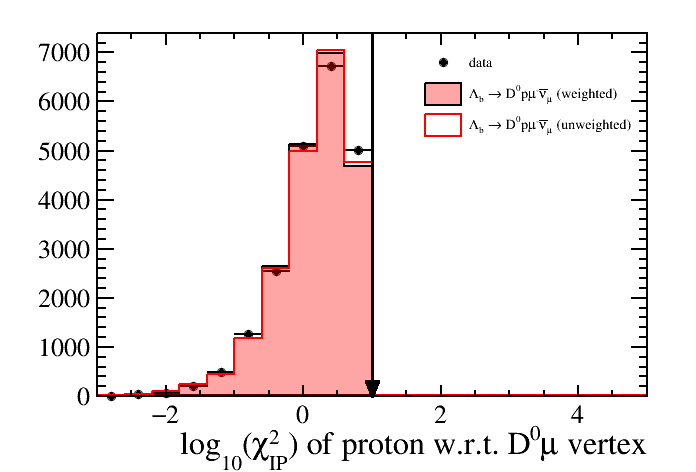 7000
6000
5000
4000
3000
2000
1000
0
−2 0 2 4
data
Λb → D⁰pμ ν̅μ (weighted)
Λb → D⁰pμ ν̅μ (unweighted)
log₁₀(χ²IP) of proton w.r.t. D⁰μ vertex